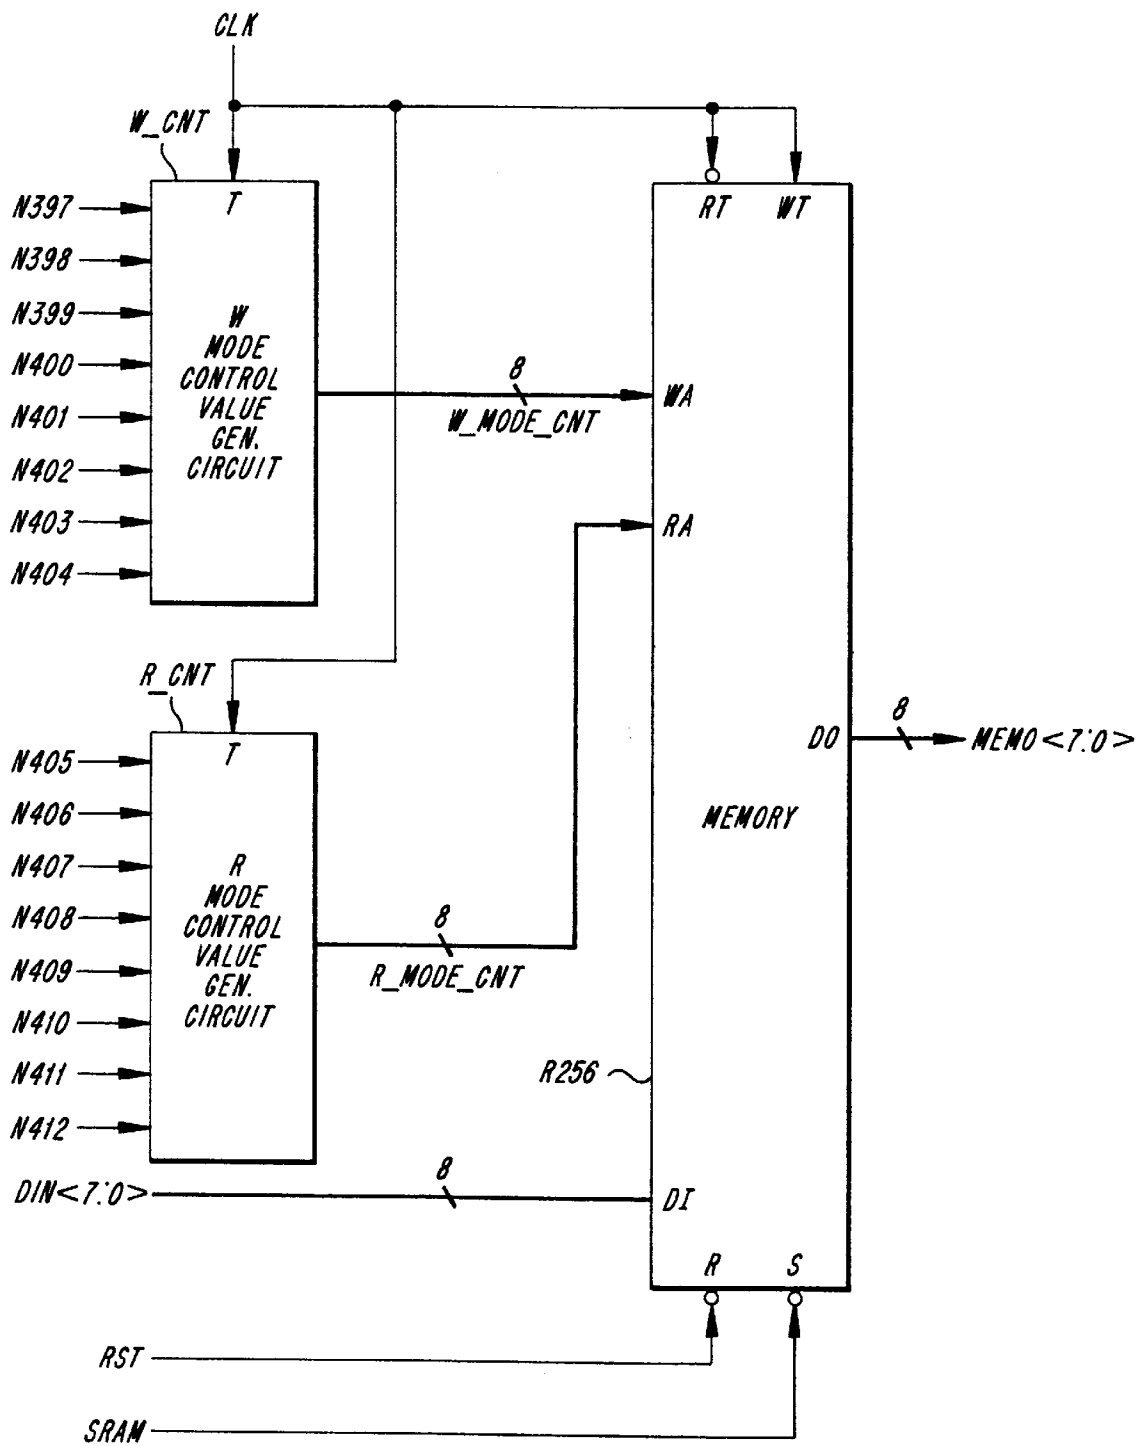 CLK
W_CNT
T
RT
WT
N397
N398
N399
N400
N401
N402
N403
N404
W
MODE
CONTROL
VALUE
GEN.
CIRCUIT
8
W_MODE_CNT
WA
RA
R_CNT
T
N405
N406
N407
N408
N409
N410
N411
N412
R
MODE
CONTROL
VALUE
GEN.
CIRCUIT
8
R_MODE_CNT
DO
8
MEMO<7:0>
MEMORY
R256
DIN<7:0>
8
DI
R
S
RST
SRAM